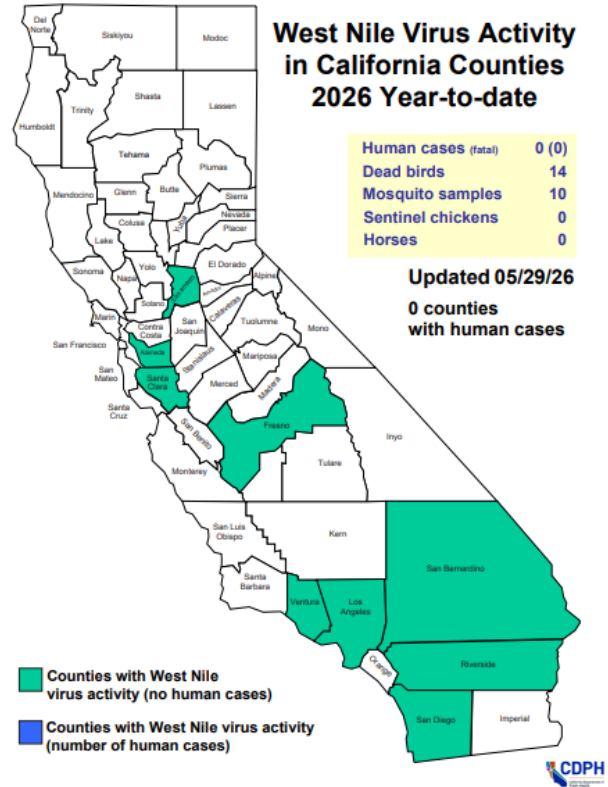 West Nile Virus Activity
in California Counties
2026 Year-to-date
Human cases (fatal) 0 (0)
Dead birds 14
Mosquito samples 10
Sentinel chickens 0
Horses 0
Updated 05/29/26
0 counties
with human cases
Del
Norte
Siskiyou
Modoc
Humboldt
Trinity
Shasta
Lassen
Tehama
Plumas
Mendocino
Glenn
Butte
Sierra
Colusa
Yuba
Nevada
Placer
Lake
Sonoma
Napa
Yolo
Sacramento
El Dorado
Alpine
Amador
Solano
Calaveras
Marin
Contra
Costa
San
Joaquin
Tuolumne
Mono
San Francisco
Alameda
Stanislaus
Mariposa
San
Mateo
Santa
Clara
Merced
Madera
Santa
Cruz
San Benito
Fresno
Inyo
Monterey
Tulare
San Luis
Obispo
Kern
San Bernardino
Santa
Barbara
Ventura
Los
Angeles
Orange
Riverside
San Diego
Imperial
Counties with West Nile
virus activity (no human cases)
Counties with West Nile virus activity
(number of human cases)
CDPH